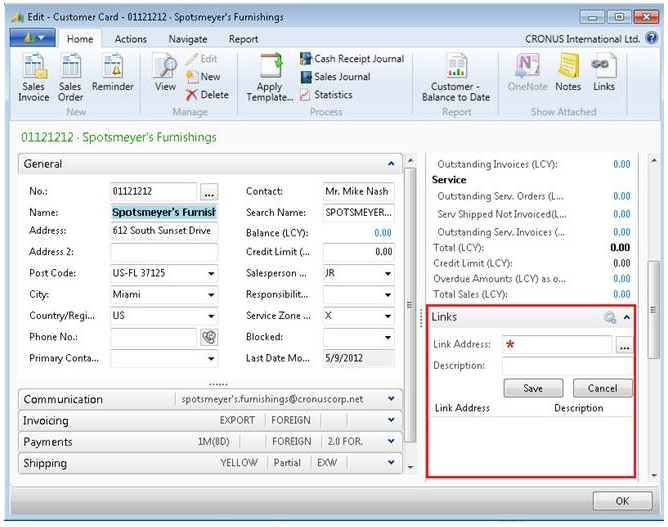 Edit - Customer Card - 01121212 · Spotsmeyer's Furnishings
Home Actions Navigate Report CRONUS International Ltd.
Sales Invoice
Sales Order
Reminder
New
View
Edit
New
Delete
Manage
Apply Template...
Cash Receipt Journal
Sales Journal
Statistics
Process
Customer - Balance to Date
Report
OneNote
Notes
Links
Show Attached
01121212 · Spotsmeyer's Furnishings
General
No.: 01121212 ...
Name: Spotsmeyer's Furnish
Address: 612 South Sunset Drive
Address 2:
Post Code: US-FL 37125
City: Miami
Country/Regi... US
Phone No.:
Primary Conta...
Contact: Mr. Mike Nash
Search Name: SPOTSMEYER...
Balance (LCY): 0.00
Credit Limit (... 0.00
Salesperson ... JR
Responsibilit...
Service Zone ... X
Blocked:
Last Date Mo... 5/9/2012
Communication spotsmeyer's.furnishings@cronuscorp.net
Invoicing EXPORT FOREIGN
Payments 1M(8D) FOREIGN 2.0 FOR.
Shipping YELLOW Partial EXW
Outstanding Invoices (LCY): 0.00
Service
Outstanding Serv. Orders (L... 0.00
Serv Shipped Not Invoiced(L... 0.00
Outstanding Serv. Invoices (... 0.00
Total (LCY): 0.00
Credit Limit (LCY): 0.00
Overdue Amounts (LCY) as o... 0.00
Total Sales (LCY): 0.00
Links
Link Address: * ...
Description:
Save Cancel
Link Address Description
OK